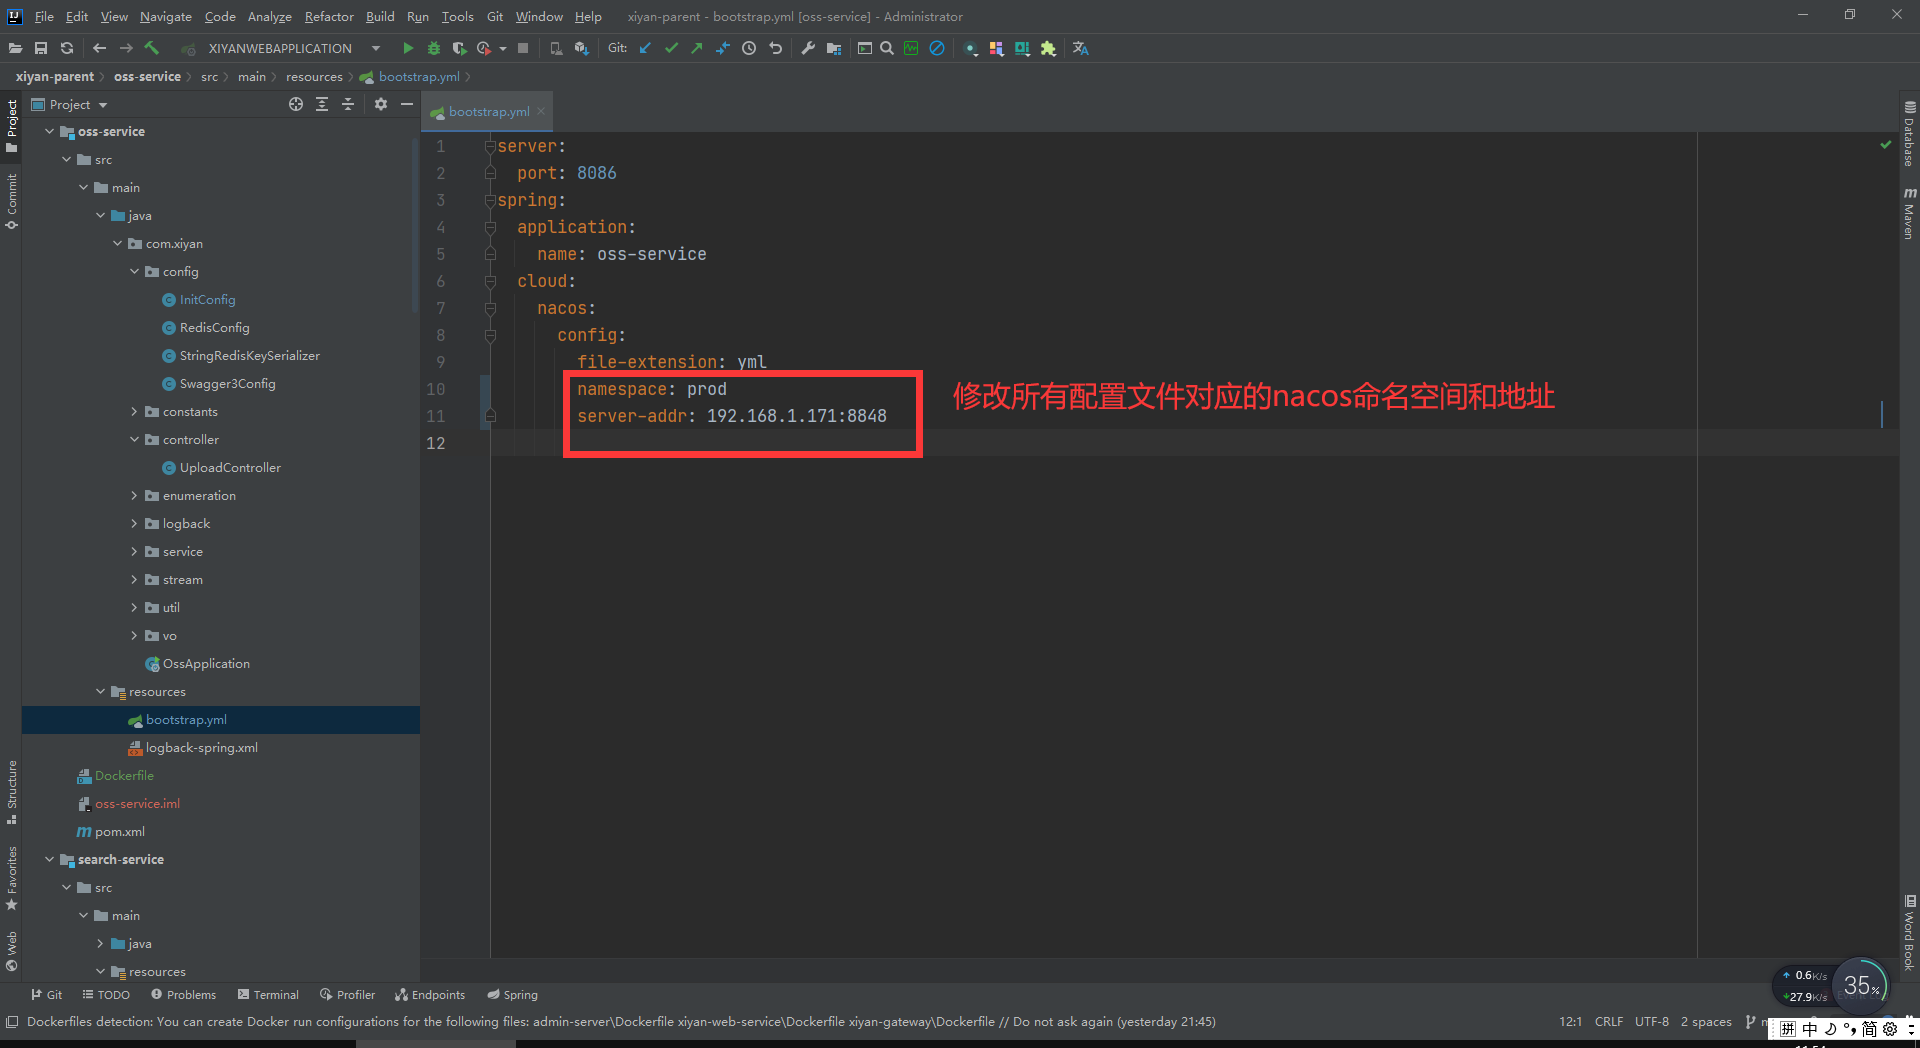 File Edit View Navigate Code Analyze Refactor Build Run Tools Git Window Help xiyan-parent - bootstrap.yml [oss-service] - Administrator
XIYANWEBAPPLICATION Git:
xiyan-parent oss-service src main resources bootstrap.yml
Project
bootstrap.yml
Project
Commit
Structure
Favorites
Web
oss-service
src
main
java
com.xiyan
config
InitConfig
RedisConfig
StringRedisKeySerializer
Swagger3Config
constants
controller
UploadController
enumeration
logback
service
stream
util
vo
OssApplication
resources
bootstrap.yml
logback-spring.xml
Dockerfile
oss-service.iml
pom.xml
search-service
src
main
java
resources
1 server:
2 port: 8086
3 spring:
4 application:
5 name: oss-service
6 cloud:
7 nacos:
8 config:
9 file-extension: yml
10 namespace: prod
11 server-addr: 192.168.1.171:8848
12
修改所有配置文件对应的nacos命名空间和地址
Database
Maven
Word Book
0.6K/s
27.9K/s
35%
Git TODO Problems Terminal Profiler Endpoints Spring
Dockerfiles detection: You can create Docker run configurations for the following files: admin-server\Dockerfile xiyan-web-service\Dockerfile xiyan-gateway\Dockerfile // Do not ask again (yesterday 21:45)
12:1 CRLF UTF-8 2 spaces
拼 中 简